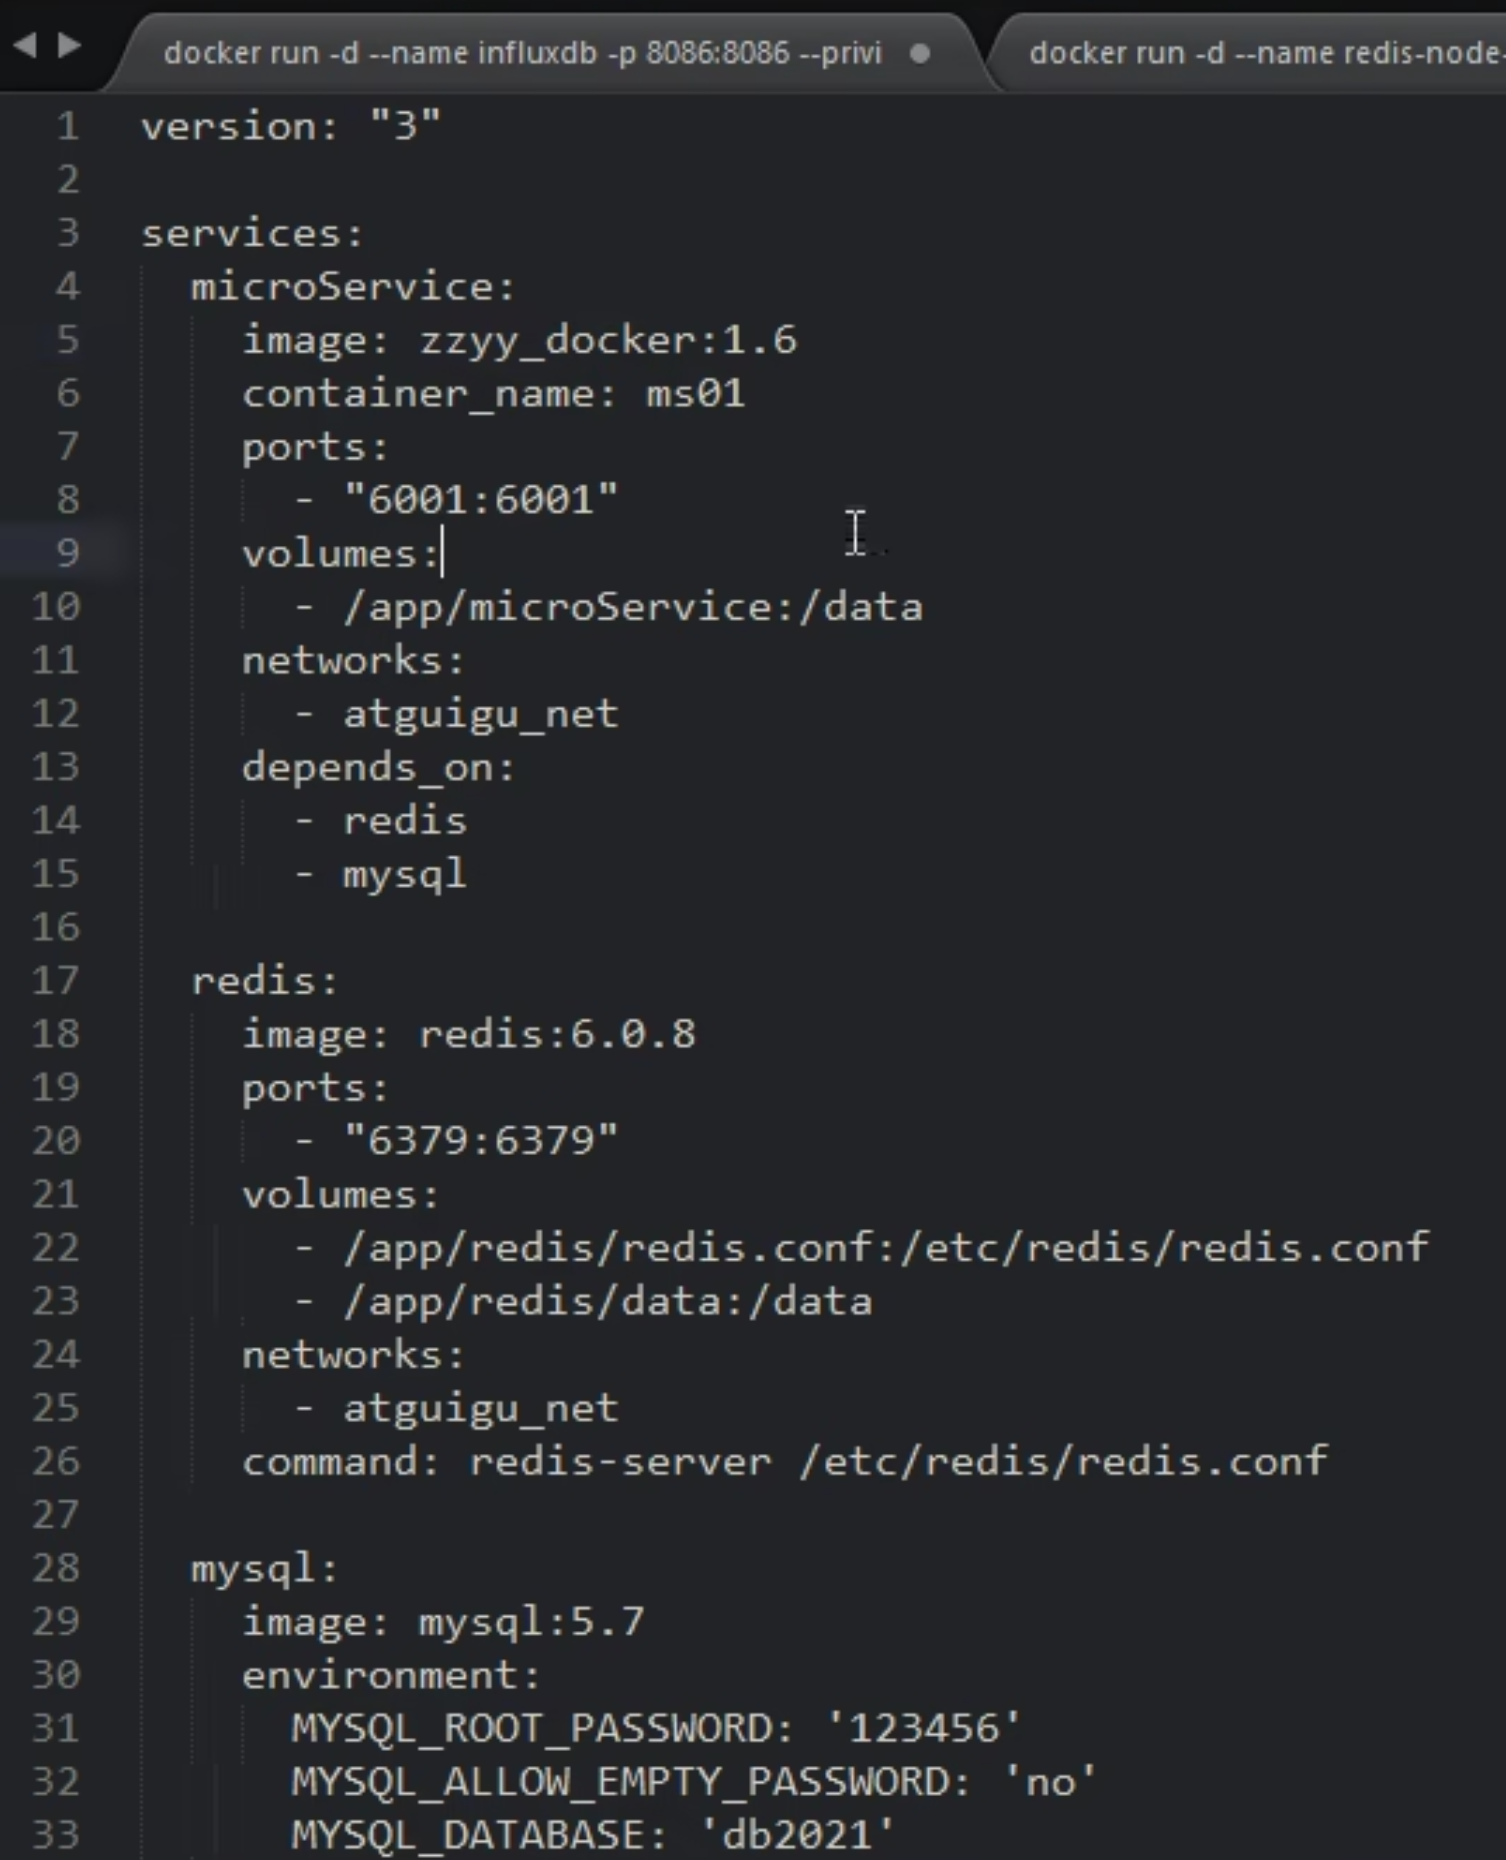 docker run -d --name influxdb -p 8086:8086 --privi
docker run -d --name redis-node-
1 version: "3"
2
3 services:
4   microService:
5     image: zzyy_docker:1.6
6     container_name: ms01
7     ports:
8       - "6001:6001"
9     volumes:
10       - /app/microService:/data
11     networks:
12       - atguigu_net
13     depends_on:
14       - redis
15       - mysql
16
17   redis:
18     image: redis:6.0.8
19     ports:
20       - "6379:6379"
21     volumes:
22       - /app/redis/redis.conf:/etc/redis/redis.conf
23       - /app/redis/data:/data
24     networks:
25       - atguigu_net
26     command: redis-server /etc/redis/redis.conf
27
28   mysql:
29     image: mysql:5.7
30     environment:
31       MYSQL_ROOT_PASSWORD: '123456'
32       MYSQL_ALLOW_EMPTY_PASSWORD: 'no'
33       MYSQL_DATABASE: 'db2021'